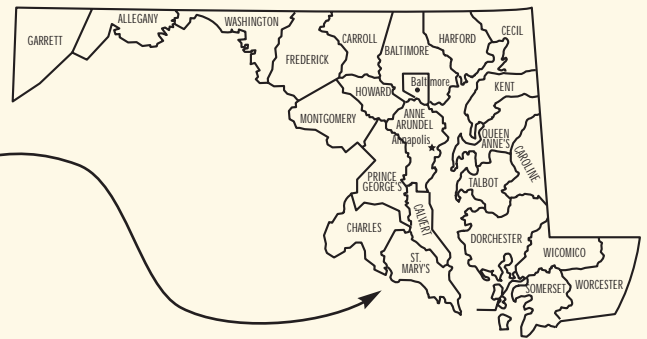 ALLEGANY
WASHINGTON
GARRETT
CARROLL
CECIL
HARFORD
BALTIMORE
FREDERICK
Baltimore
KENT
HOWARD
ANNE
ARUNDEL
MONTGOMERY
QUEEN
ANNE'S
Annapolis
CAROLINE
PRINCE
GEORGE'S
TALBOT
CALVERT
CHARLES
DORCHESTER
WICOMICO
ST.
MARY'S
SOMERSET
WORCESTER